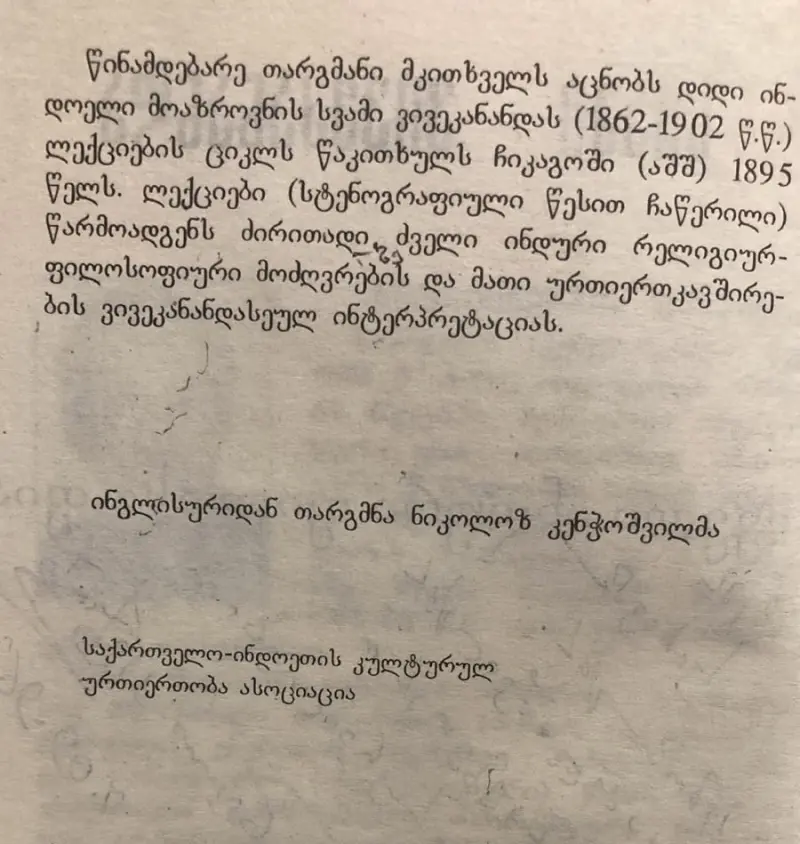 წინამდებარე თარგმანი მკითხველს აცნობს დიდი ინ-
დოელი მოაზროვნის სვამი ვივეკანანდას (1862-1902 წ.წ.)
ლექციების ციკლს წაკითხულს ჩიკაგოში (აშშ) 1895
წელს. ლექციები (სტენოგრაფიული წესით ჩაწერილი)
წარმოადგენს ძირითადი ძველი ინდური რელიგიურ-
ფილოსოფიური მოძღვრების და მათი ურთიერთკავშირე-
ბის ვივეკანანდასეულ ინტერპრეტაციას.
ინგლისურიდან თარგმნა ნიკოლოზ კენჭოშვილმა
საქართველო-ინდოეთის კულტურულ
ურთიერთობა ასოციაცია